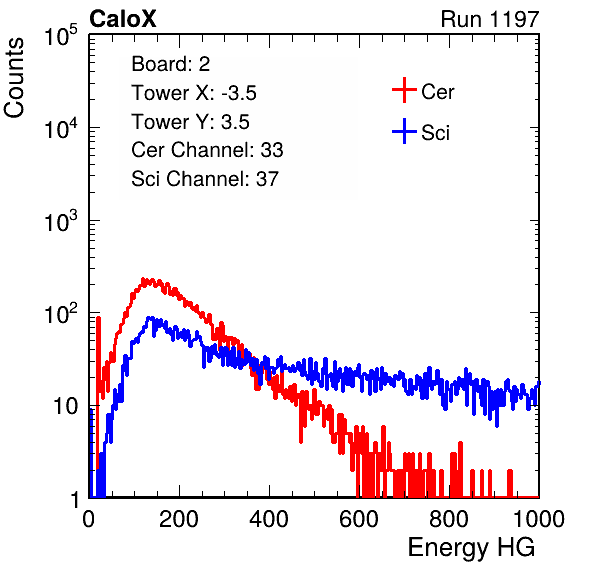 CaloX Run 1197
10^5
Board: 2
Tower X: -3.5
Tower Y: 3.5
Cer Channel: 33
Sci Channel: 37
Cer
Sci
Counts
10^4
10^3
10^2
10
1
0 200 400 600 800 1000
Energy HG